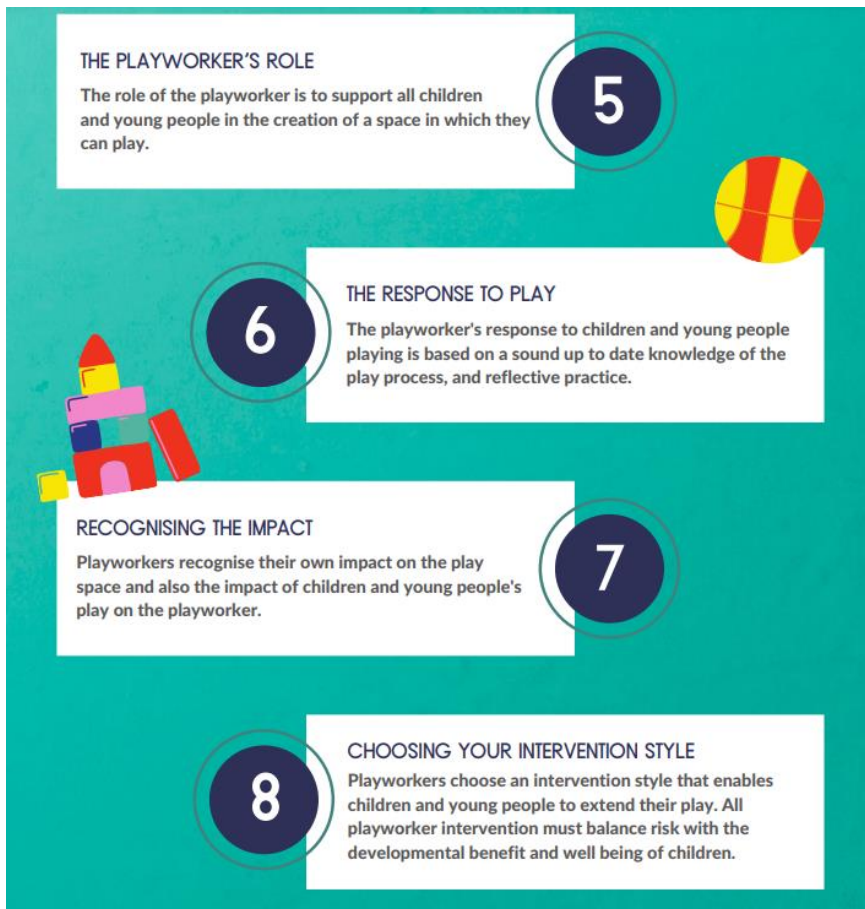 THE PLAYWORKER'S ROLE
The role of the playworker is to support all children
and young people in the creation of a space in which they
can play.
5
6
THE RESPONSE TO PLAY
The playworker's response to children and young people
playing is based on a sound up to date knowledge of the
play process, and reflective practice.
RECOGNISING THE IMPACT
Playworkers recognise their own impact on the play
space and also the impact of children and young people's
play on the playworker.
7
8
CHOOSING YOUR INTERVENTION STYLE
Playworkers choose an intervention style that enables
children and young people to extend their play. All
playworker intervention must balance risk with the
developmental benefit and well being of children.